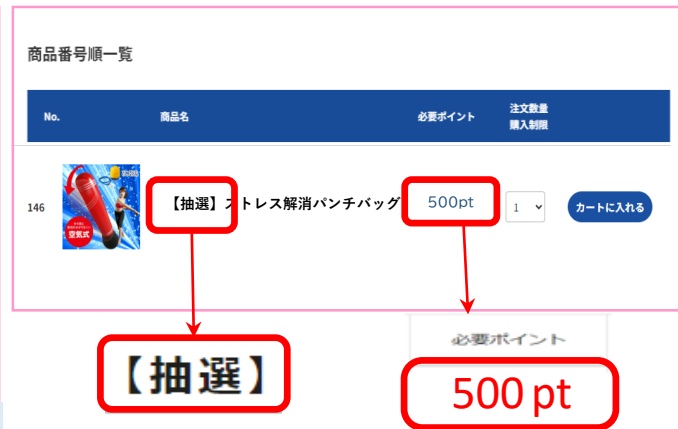 商品番号順一覧
No. 商品名 必要ポイント 注文数量
購入制限
146 【抽選】ストレス解消パンチバッグ 500pt 1 カートに入れる
空気式
必要ポイント
【抽選】 500 pt